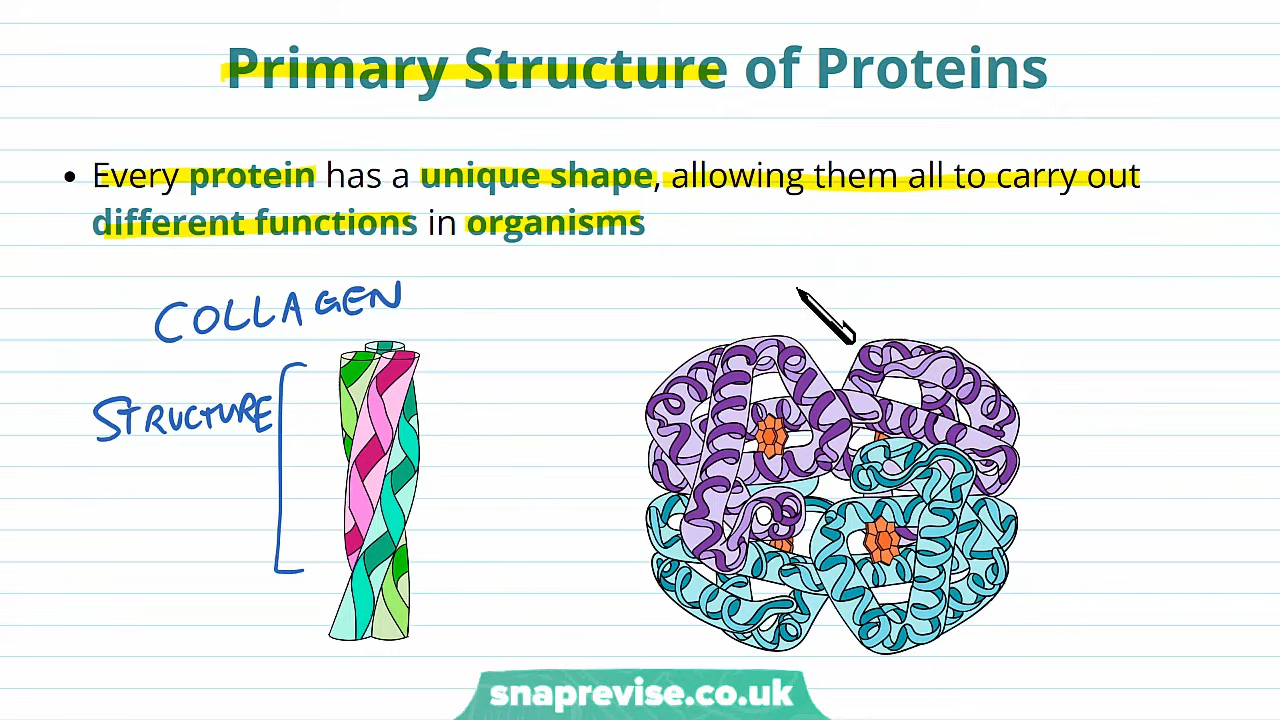 Primary Structure of Proteins
• Every protein has a unique shape, allowing them all to carry out
different functions in organisms
COLLAGEN
STRUCTURE
snaprevise.co.uk